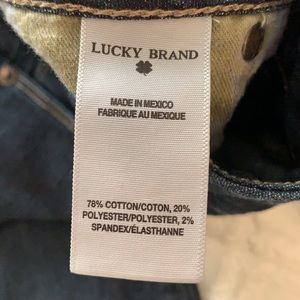 LUCKY BRAND
MADE IN MEXICO
FABRIQUE AU MEXIQUE
78% COTTON/COTON, 20%
POLYESTER/POLYESTER, 2%
SPANDEX/ÉLASTHANNE